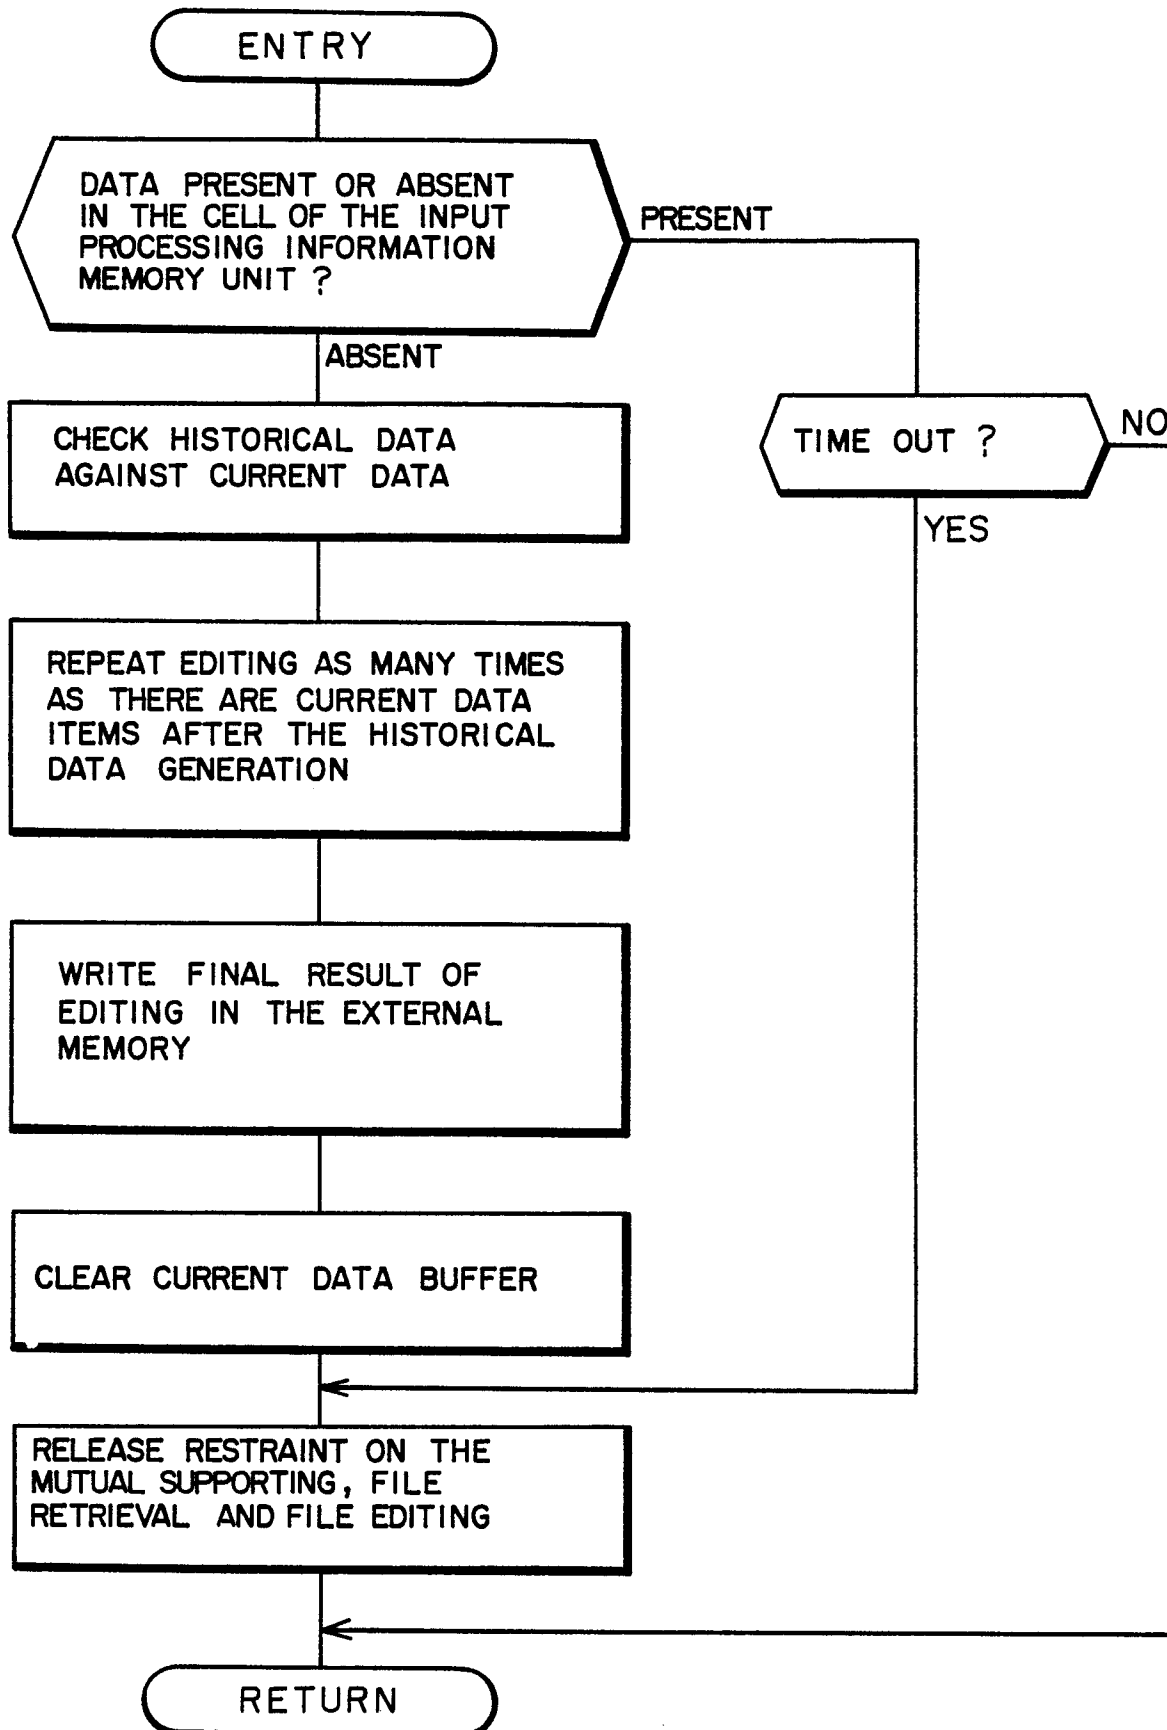 ENTRY
DATA PRESENT OR ABSENT
IN THE CELL OF THE INPUT
PROCESSING INFORMATION
MEMORY UNIT ?
PRESENT
ABSENT
CHECK HISTORICAL DATA
AGAINST CURRENT DATA
TIME OUT ?
NO
YES
REPEAT EDITING AS MANY TIMES
AS THERE ARE CURRENT DATA
ITEMS AFTER THE HISTORICAL
DATA GENERATION
WRITE FINAL RESULT OF
EDITING IN THE EXTERNAL
MEMORY
CLEAR CURRENT DATA BUFFER
RELEASE RESTRAINT ON THE
MUTUAL SUPPORTING, FILE
RETRIEVAL AND FILE EDITING
RETURN